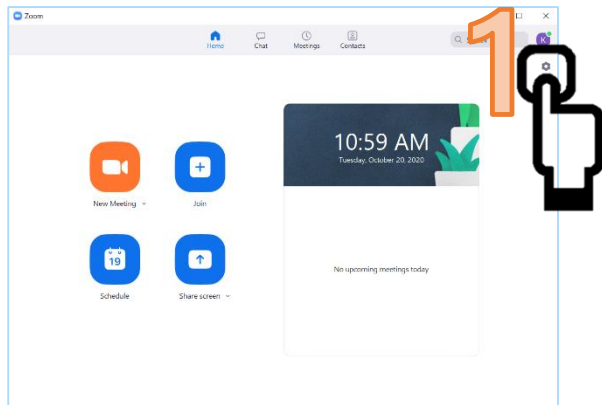 Zoom
Home
Chat
Meetings
Contacts
K
1
10:59 AM
Tuesday, October 20, 2020
New Meeting
Join
19
Schedule
Share screen
No upcoming meetings today